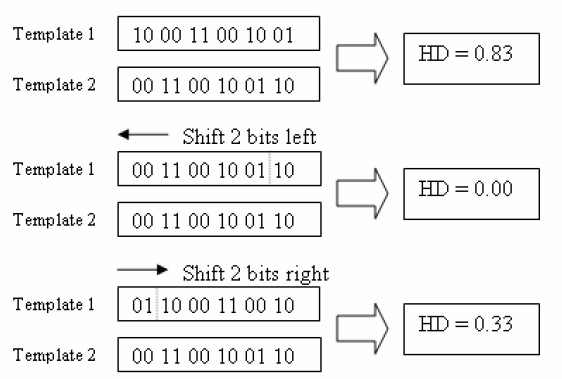 Template 1 10 00 11 00 10 01 HD = 0.83
Template 2 00 11 00 10 01 10
Shift 2 bits left
Template 1 00 11 00 10 01 10 HD = 0.00
Template 2 00 11 00 10 01 10
Shift 2 bits right
Template 1 01 10 00 11 00 10 HD = 0.33
Template 2 00 11 00 10 01 10